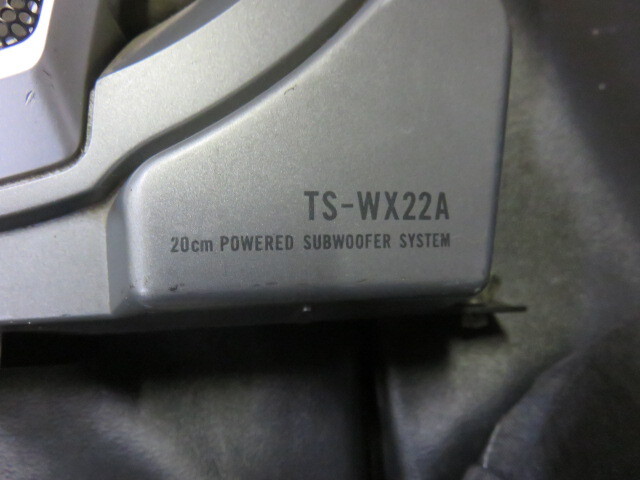 TS-WX22A
20cm POWERED SUBWOOFER SYSTEM